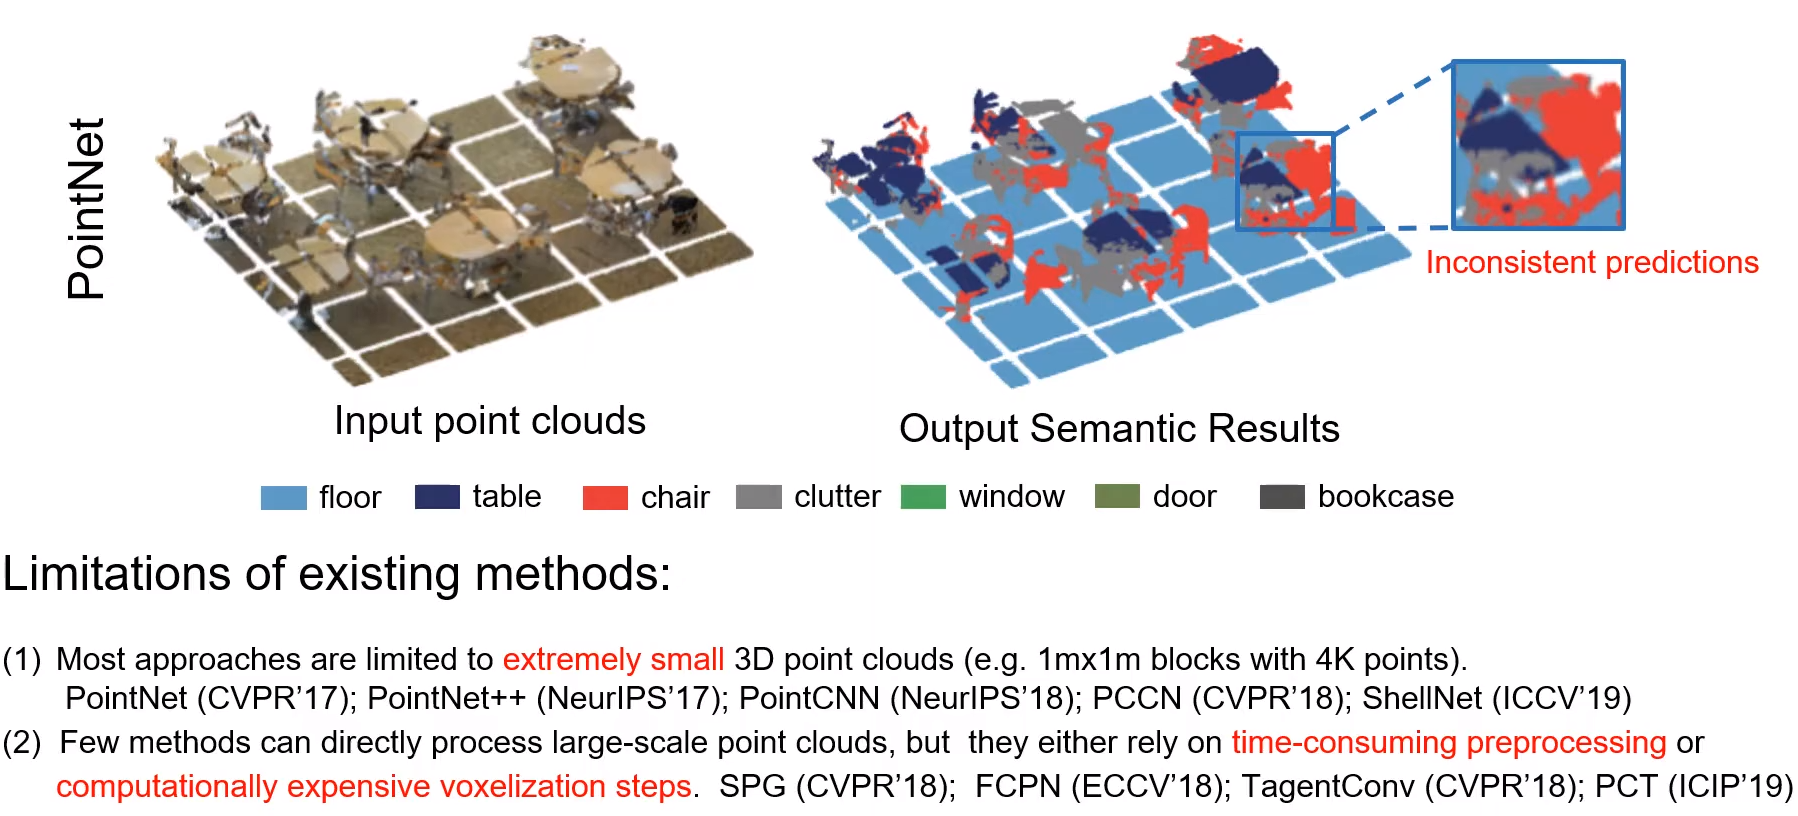 PointNet
Inconsistent predictions
Input point clouds
Output Semantic Results
floor table chair clutter window door bookcase
Limitations of existing methods:
(1) Most approaches are limited to extremely small 3D point clouds (e.g. 1mx1m blocks with 4K points).
PointNet (CVPR’17); PointNet++ (NeurIPS’17); PointCNN (NeurIPS’18); PCCN (CVPR’18); ShellNet (ICCV’19)
(2) Few methods can directly process large-scale point clouds, but they either rely on time-consuming preprocessing or
computationally expensive voxelization steps. SPG (CVPR’18); FCPN (ECCV’18); TagentConv (CVPR’18); PCT (ICIP’19)